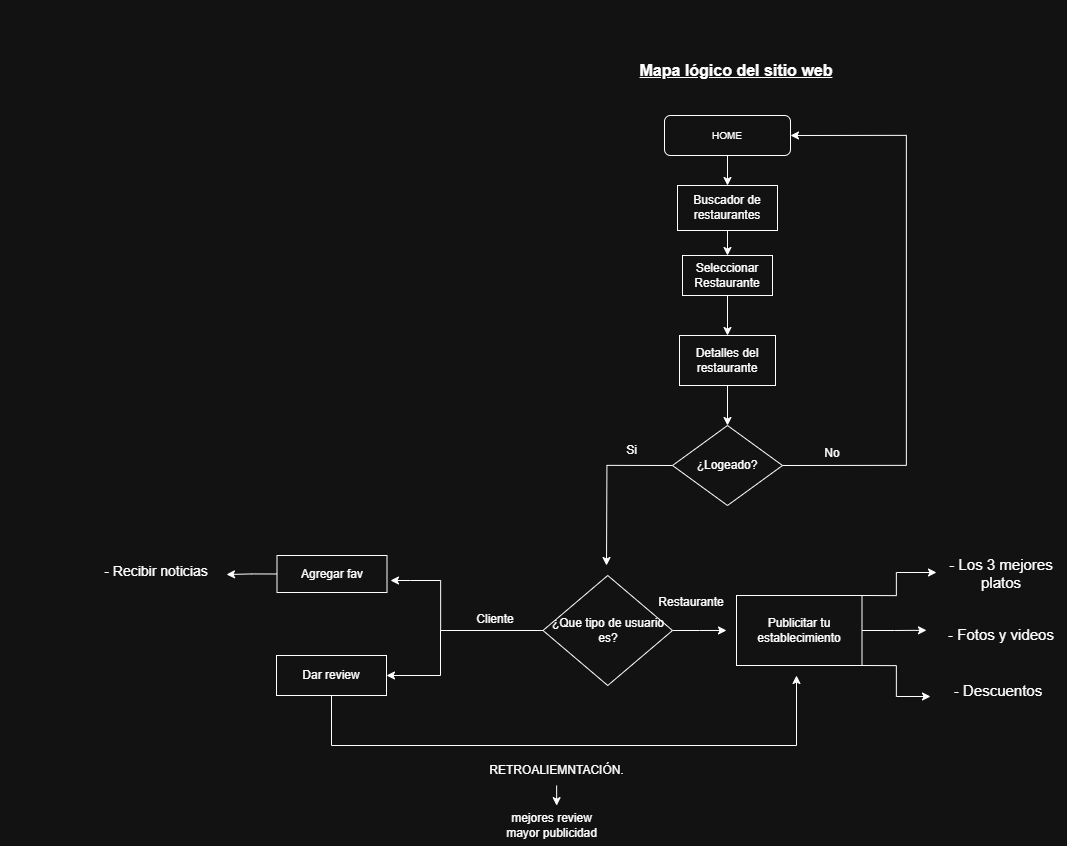 Mapa lógico del sitio web
HOME
Buscador de
restaurantes
Seleccionar
Restaurante
Detalles del
restaurante
¿Logeado?
Si
No
- Recibir noticias
Agregar fav
Cliente
¿Que tipo de usuario
es?
Restaurante
Publicitar tu
establecimiento
- Los 3 mejores
platos
- Fotos y videos
- Descuentos
Dar review
RETROALIEMNTACIÓN.
mejores review
mayor publicidad